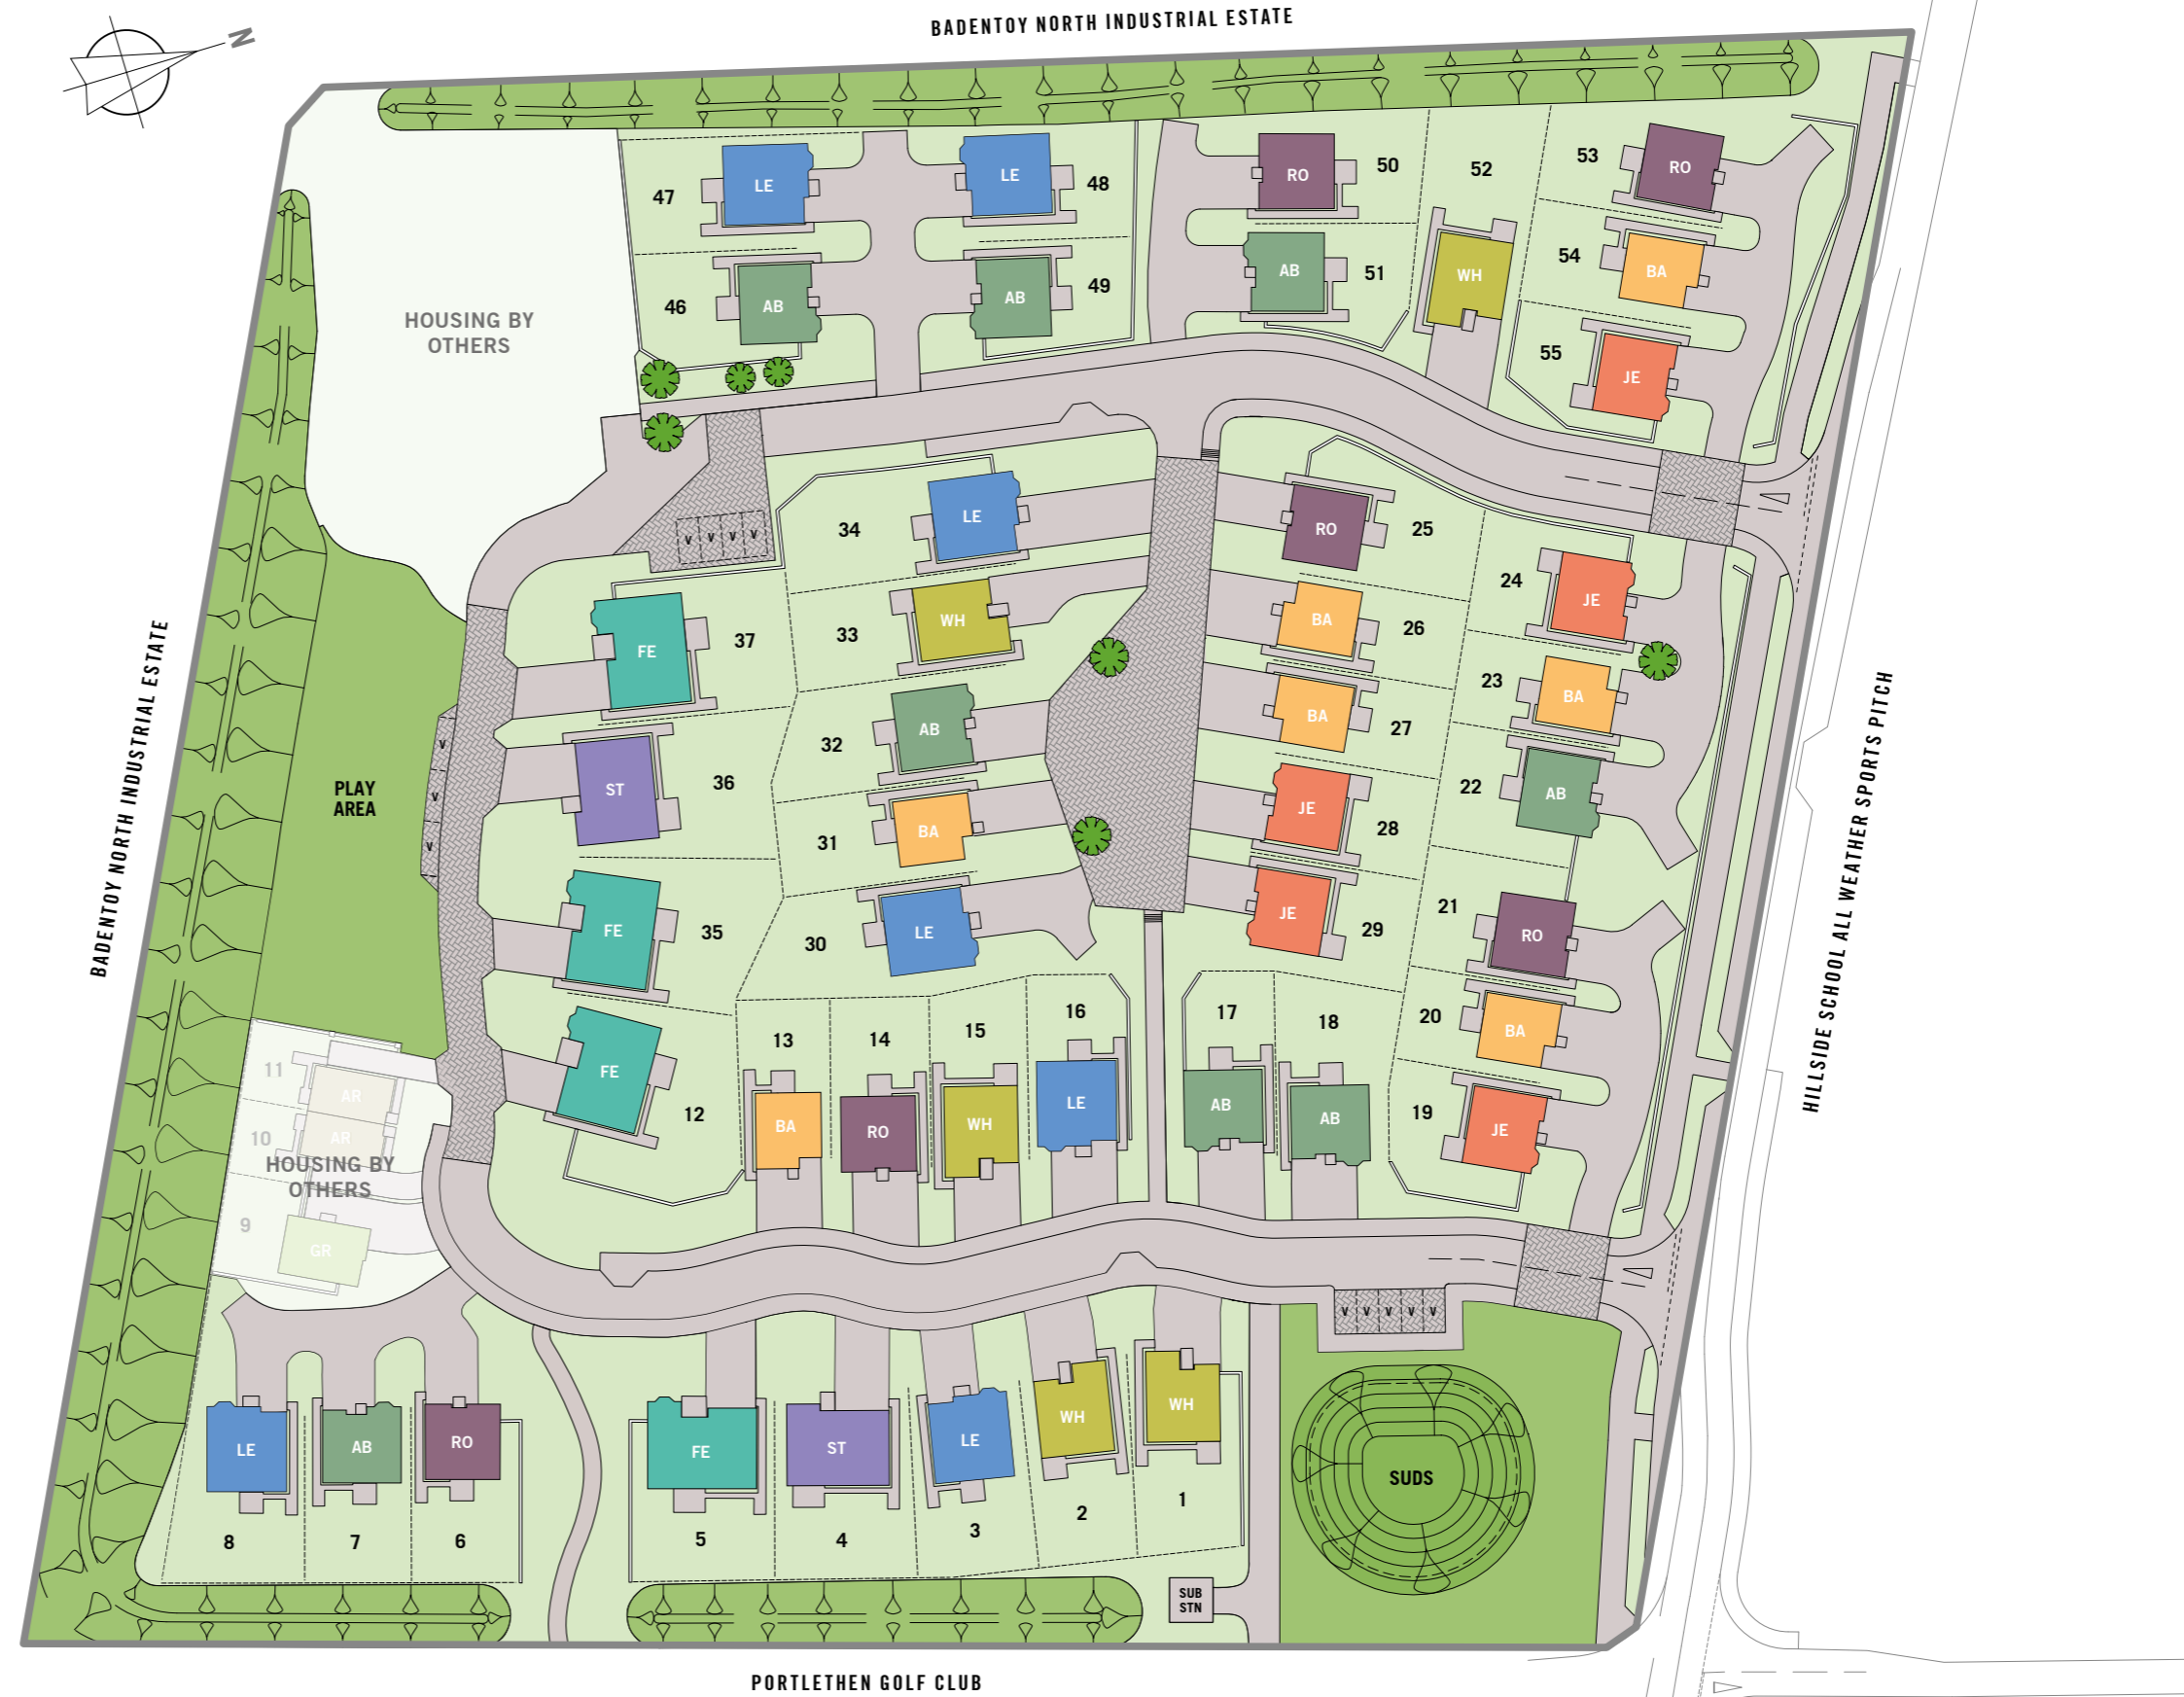 BADENTOY NORTH INDUSTRIAL ESTATE
N
47
LE
LE
48
RO
50
52
53
RO
46
AB
AB
49
AB
51
WH
54
BA
55
JE
HOUSING BY
OTHERS
V V V V
34
LE
RO
25
24
JE
37
FE
33
WH
BA
26
23
BA
36
ST
32
AB
BA
27
22
AB
31
BA
JE
28
35
FE
30
LE
JE
29
21
RO
20
BA
19
JE
BADENTOY NORTH INDUSTRIAL ESTATE
PLAY
AREA
V
V
V
HILLSIDE SCHOOL ALL WEATHER SPORTS PITCH
FE
12
13
BA
14
RO
15
WH
16
LE
17
AB
18
AB
11
AR
10
AR
HOUSING BY
OTHERS
9
GR
V V V V V
LE
AB
RO
FE
ST
LE
WH
WH
8
7
6
5
4
3
2
1
SUDS
SUB
STN
PORTLETHEN GOLF CLUB